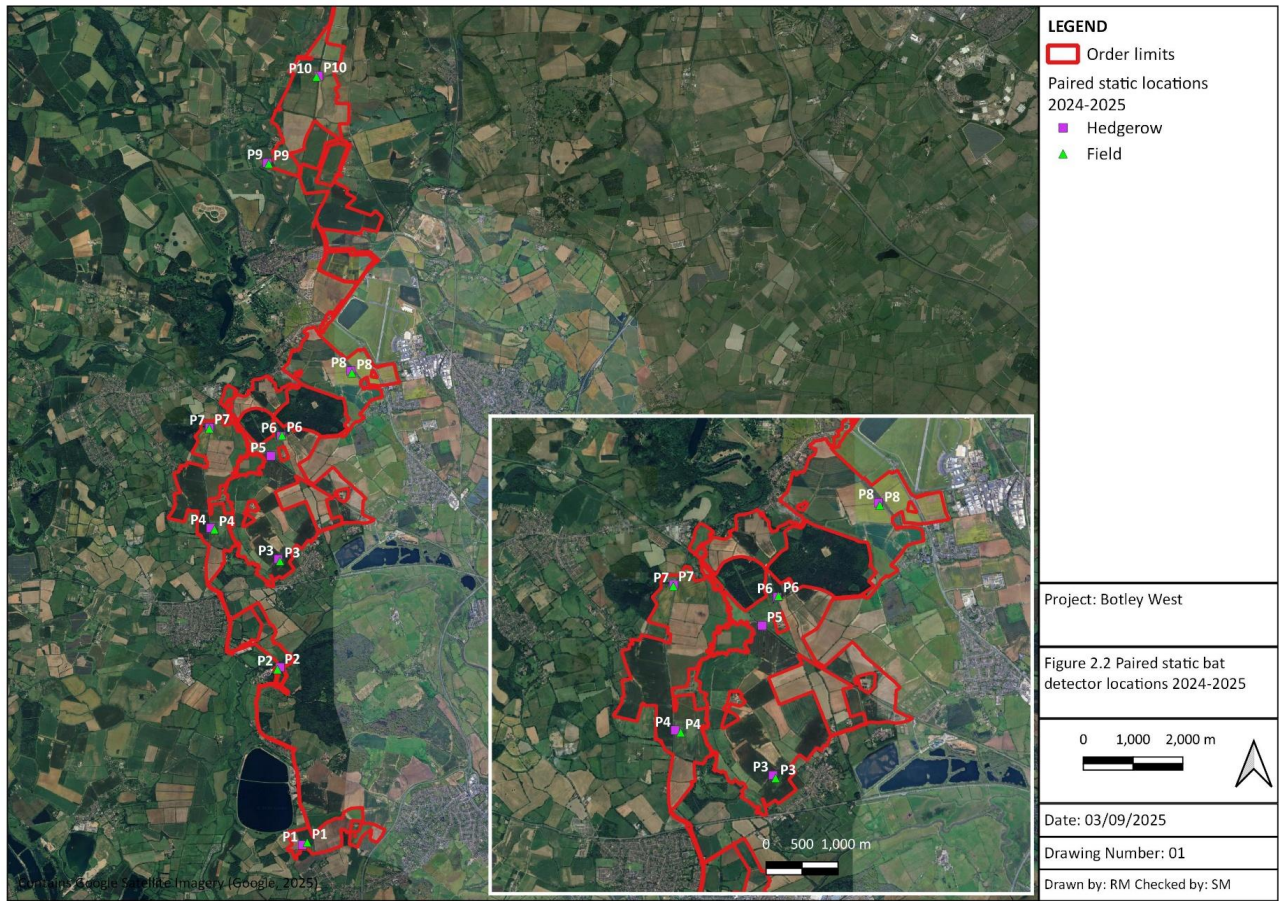 P10 P10
P9 P9
P8 P8
P7 P7
P6 P6
P5
P4 P4
P3 P3
P2 P2
P1 P1
Contains Google Satellite Imagery (Google, 2025)
P8 P8
P7 P7
P6 P6
P5
P4 P4
P3 P3
0 500 1,000 m
LEGEND
Order limits
Paired static locations
2024-2025
Hedgerow
Field
Project: Botley West
Figure 2.2 Paired static bat
detector locations 2024-2025
0 1,000 2,000 m
Date: 03/09/2025
Drawing Number: 01
Drawn by: RM Checked by: SM